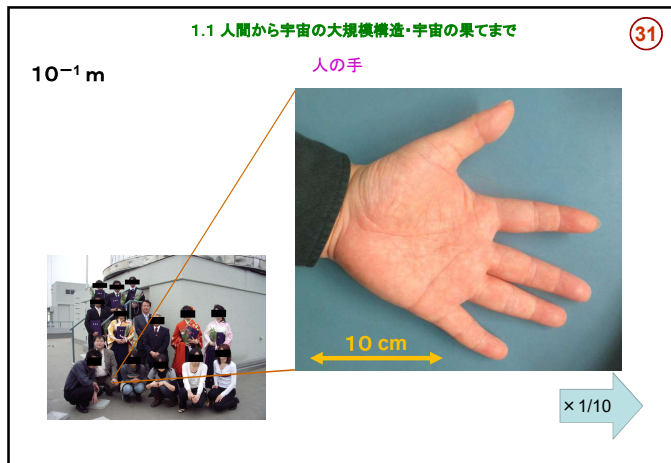 1.1 人間から宇宙の大規模構造・宇宙の果てまで
31
10⁻¹ m
人の手
10 cm
× 1/10